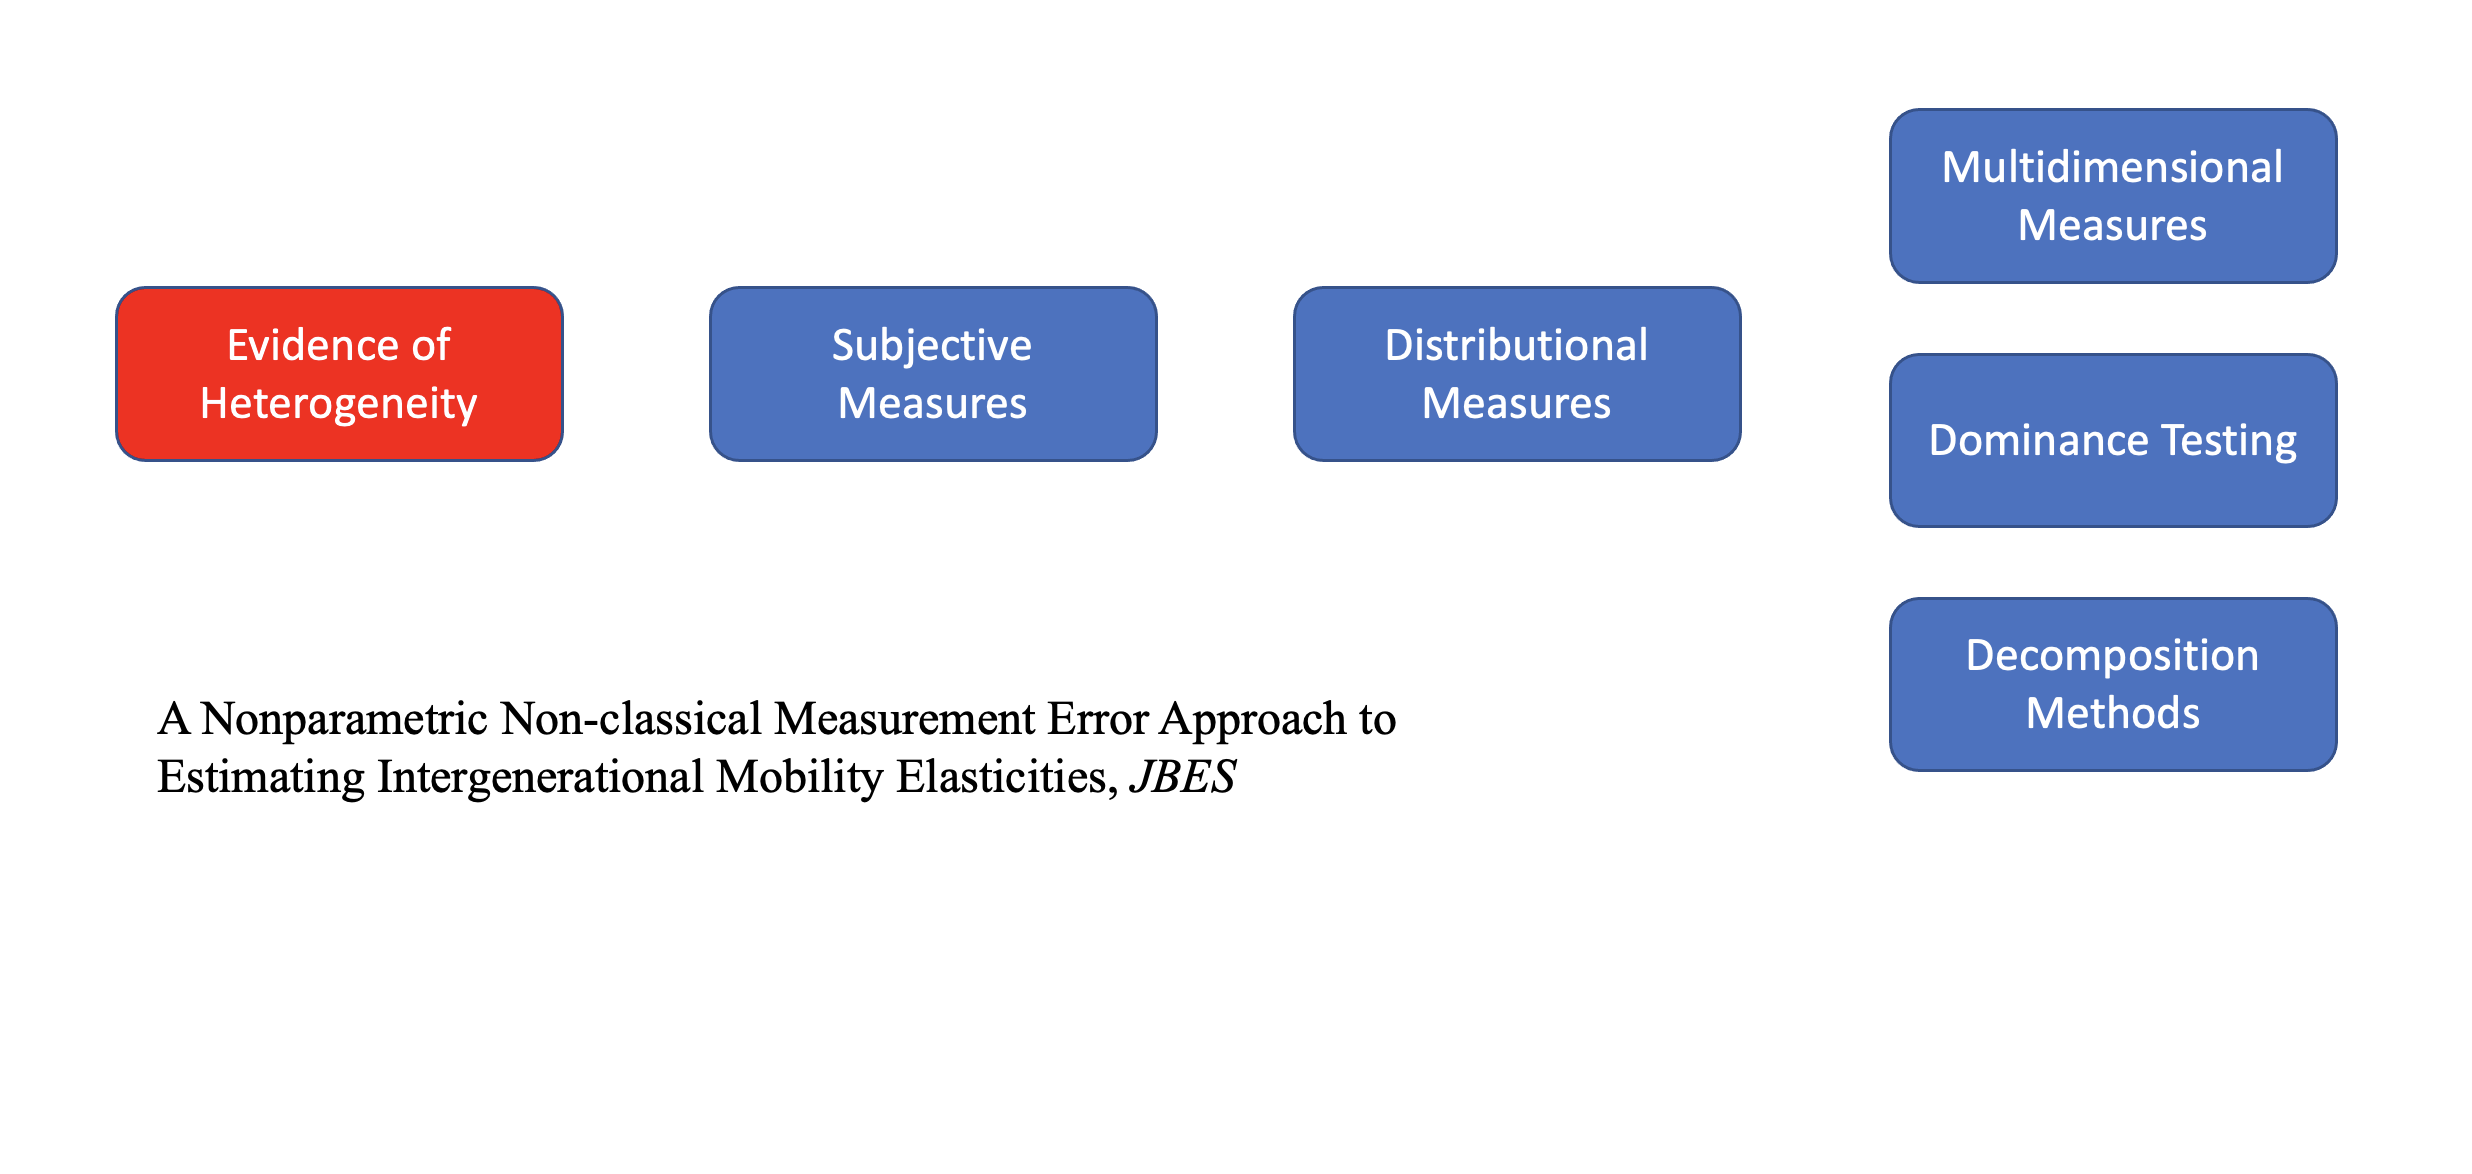 Evidence of
Heterogeneity
Subjective
Measures
Distributional
Measures
Multidimensional
Measures
Dominance Testing
Decomposition
Methods
A Nonparametric Non-classical Measurement Error Approach to
Estimating Intergenerational Mobility Elasticities, JBES